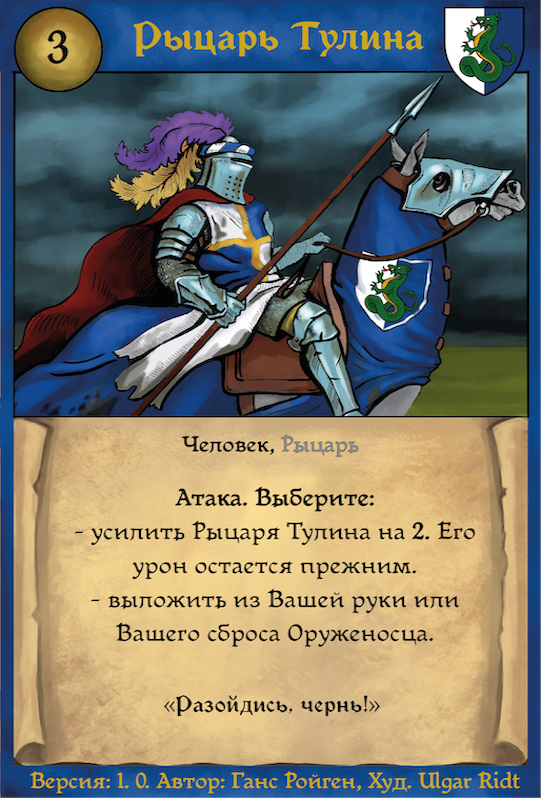 3
Рыцарь Тулина
Человек, Рыцарь
Атака. Выберите:
- усилить Рыцаря Тулина на 2. Его
урон остается прежним.
- выложить из Вашей руки или
Вашего сброса Оруженосца.
«Разойдись, чернь!»
Версия: 1. 0. Автор: Ганс Ройген, Худ. Ulgar Ridt